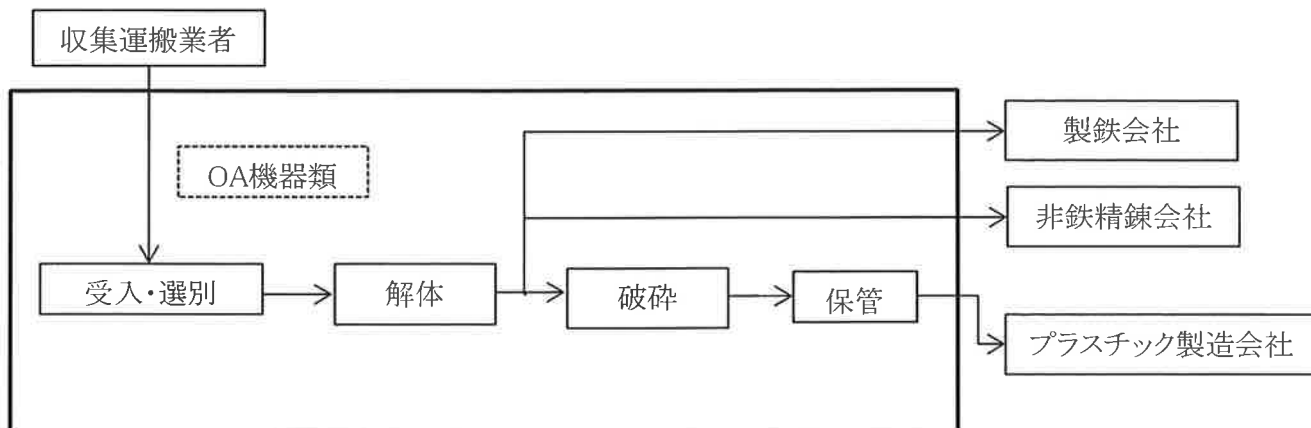 収集運搬業者
製鉄会社
OA機器類
非鉄精錬会社
受入・選別
解体
破砕
保管
プラスチック製造会社